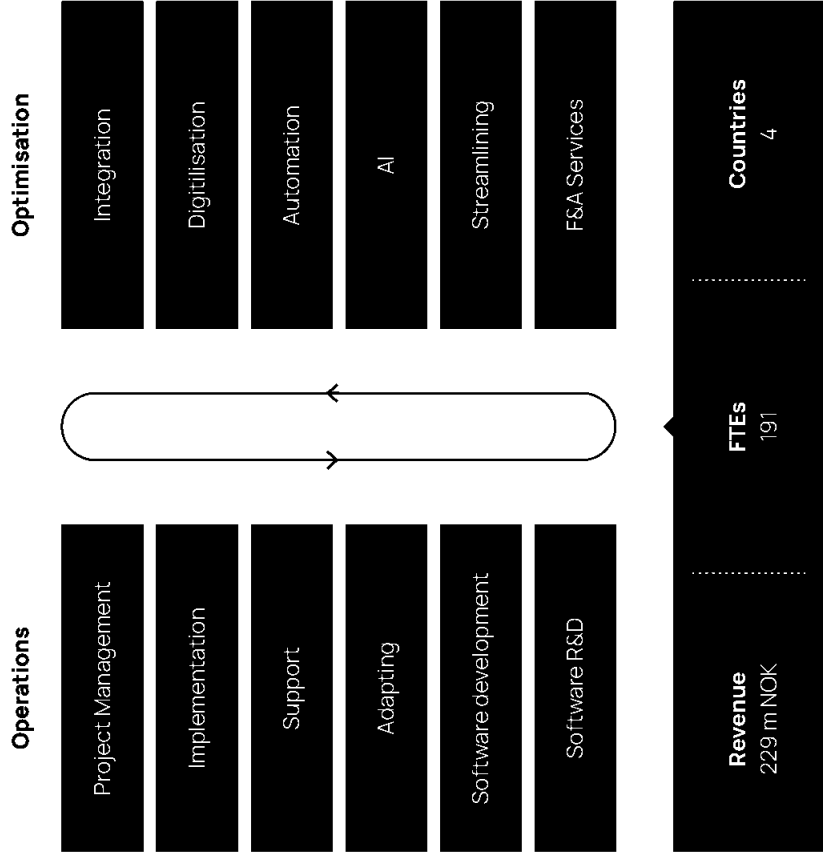 Operations
Project Management
Implementation
Support
Adapting
Software development
Software R&D
Optimisation
Integration
Digitilisation
Automation
AI
Streamlining
F&A Services
Revenue
229 m NOK
FTEs
191
Countries
4